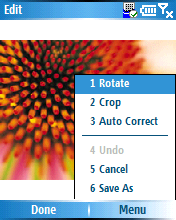 Edit
1 Rotate
2 Crop
3 Auto Correct
4 Undo
5 Cancel
6 Save As
Done Menu